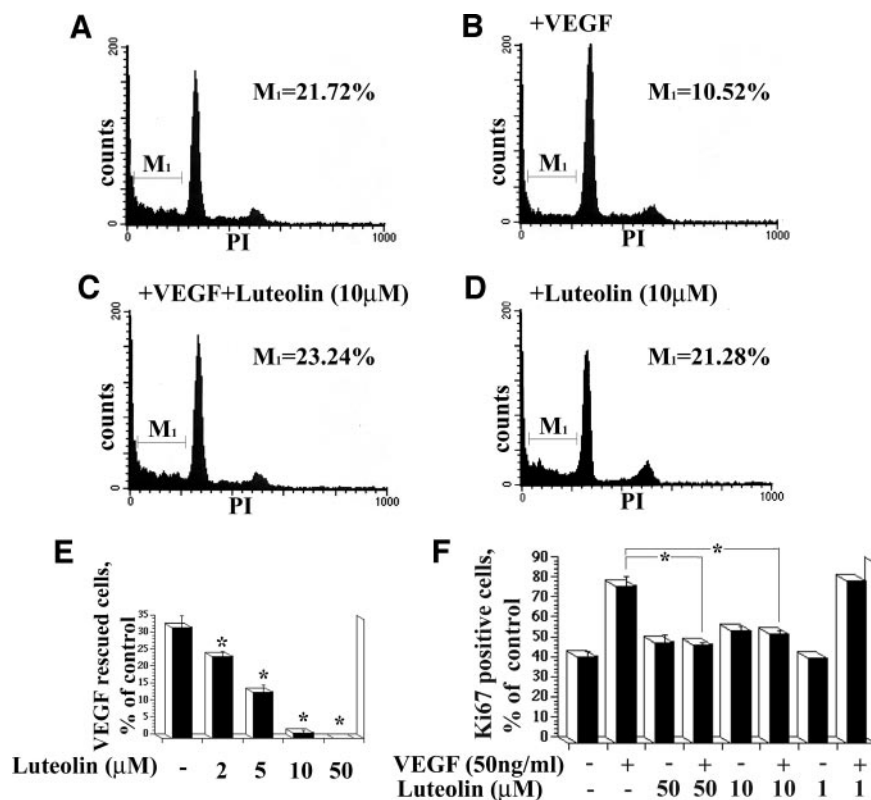 A
200
counts
0
M₁
M₁=21.72%
0
PI
1000
B
+VEGF
200
counts
0
M₁
M₁=10.52%
0
PI
1000
C
+VEGF+Luteolin (10μM)
200
counts
0
M₁
M₁=23.24%
0
PI
1000
D
+Luteolin (10μM)
200
counts
0
M₁
M₁=21.28%
0
PI
1000
E
VEGF rescued cells,
% of control
35
30
25
20
15
10
5
0
* * * *
Luteolin (μM) - 2 5 10 50
F
Ki67 positive cells,
% of control
90
80
70
60
50
40
30
20
10
0
*
*
VEGF (50ng/ml) - + - + - + - +
Luteolin (μM) - - 50 50 10 10 1 1